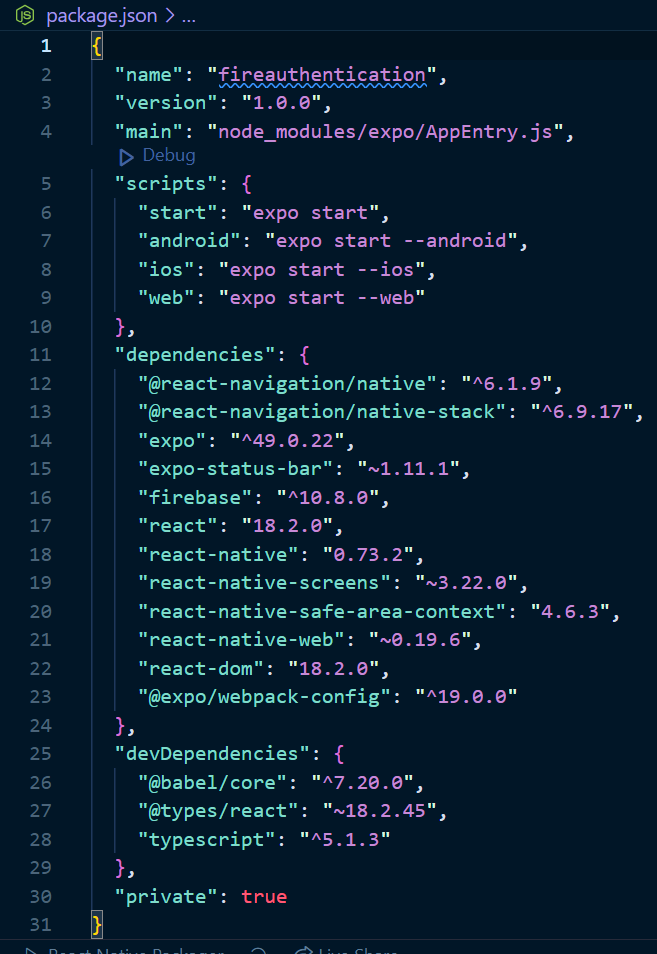 JS package.json > ...
1 {
2 "name": "fireauthentication",
3 "version": "1.0.0",
4 "main": "node_modules/expo/AppEntry.js",
Debug
5 "scripts": {
6 "start": "expo start",
7 "android": "expo start --android",
8 "ios": "expo start --ios",
9 "web": "expo start --web"
10 },
11 "dependencies": {
12 "@react-navigation/native": "^6.1.9",
13 "@react-navigation/native-stack": "^6.9.17",
14 "expo": "^49.0.22",
15 "expo-status-bar": "~1.11.1",
16 "firebase": "^10.8.0",
17 "react": "18.2.0",
18 "react-native": "0.73.2",
19 "react-native-screens": "~3.22.0",
20 "react-native-safe-area-context": "4.6.3",
21 "react-native-web": "~0.19.6",
22 "react-dom": "18.2.0",
23 "@expo/webpack-config": "^19.0.0"
24 },
25 "devDependencies": {
26 "@babel/core": "^7.20.0",
27 "@types/react": "~18.2.45",
28 "typescript": "^5.1.3"
29 },
30 "private": true
31 }
React Native Packager Live Share